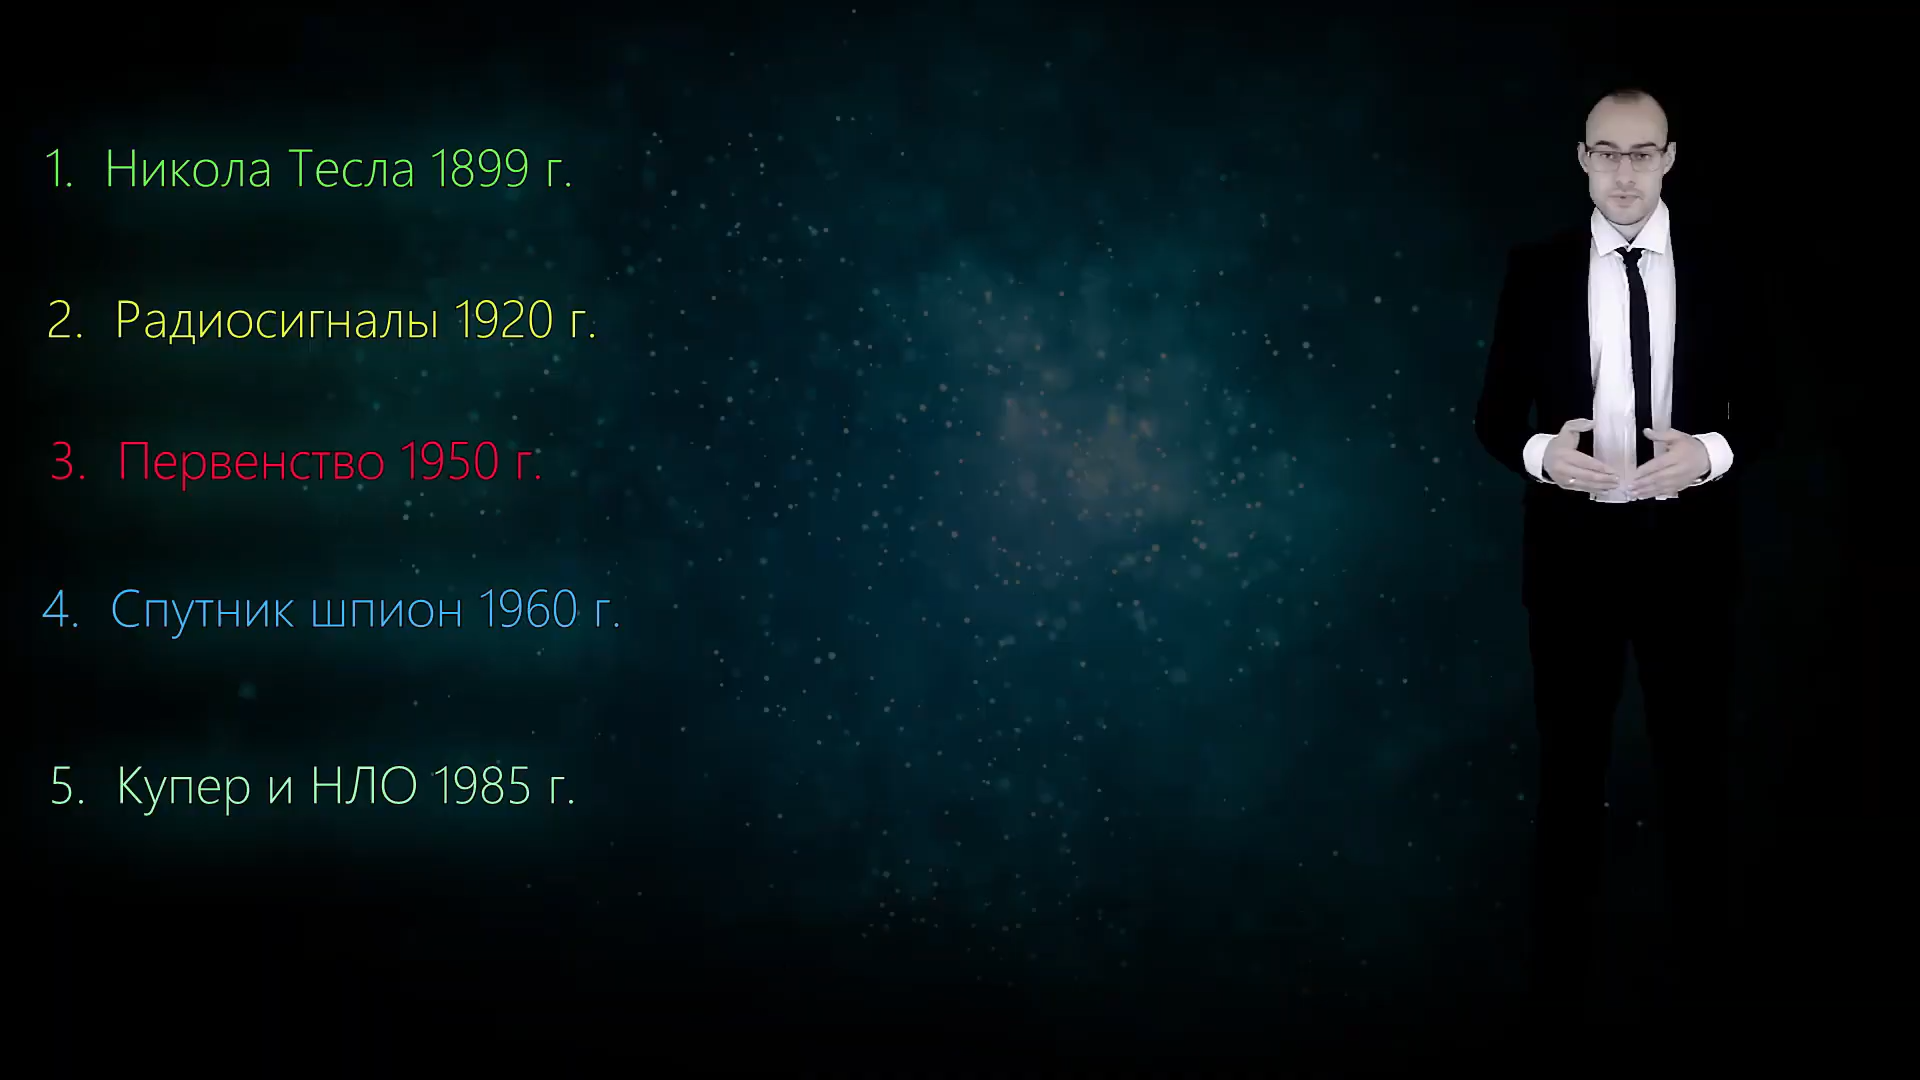 1. Никола Тесла 1899 г.
2. Радиосигналы 1920 г.
3. Первенство 1950 г.
4. Спутник шпион 1960 г.
5. Купер и НЛО 1985 г.